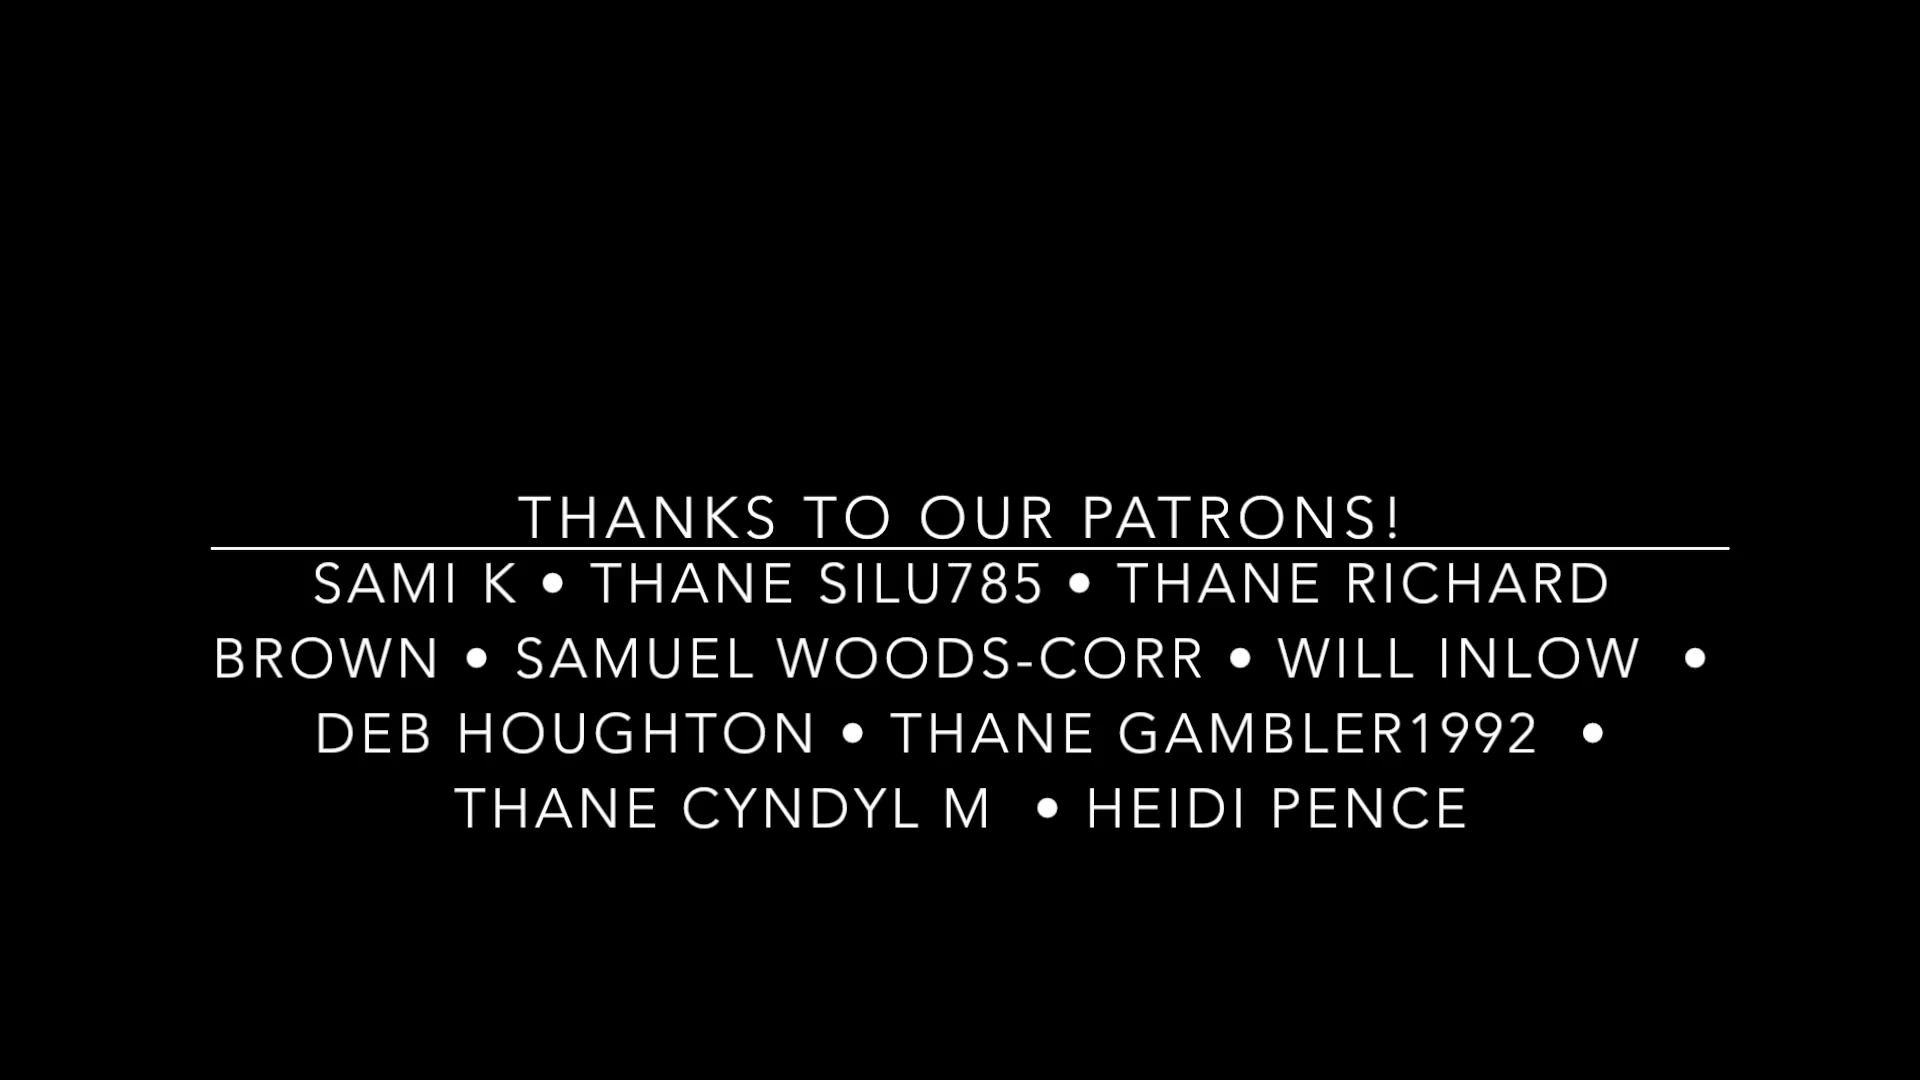 THANKS TO OUR PATRONS!
SAMI K • THANE SILU785 • THANE RICHARD
BROWN • SAMUEL WOODS-CORR • WILL INLOW •
DEB HOUGHTON • THANE GAMBLER1992 •
THANE CYNDYL M • HEIDI PENCE